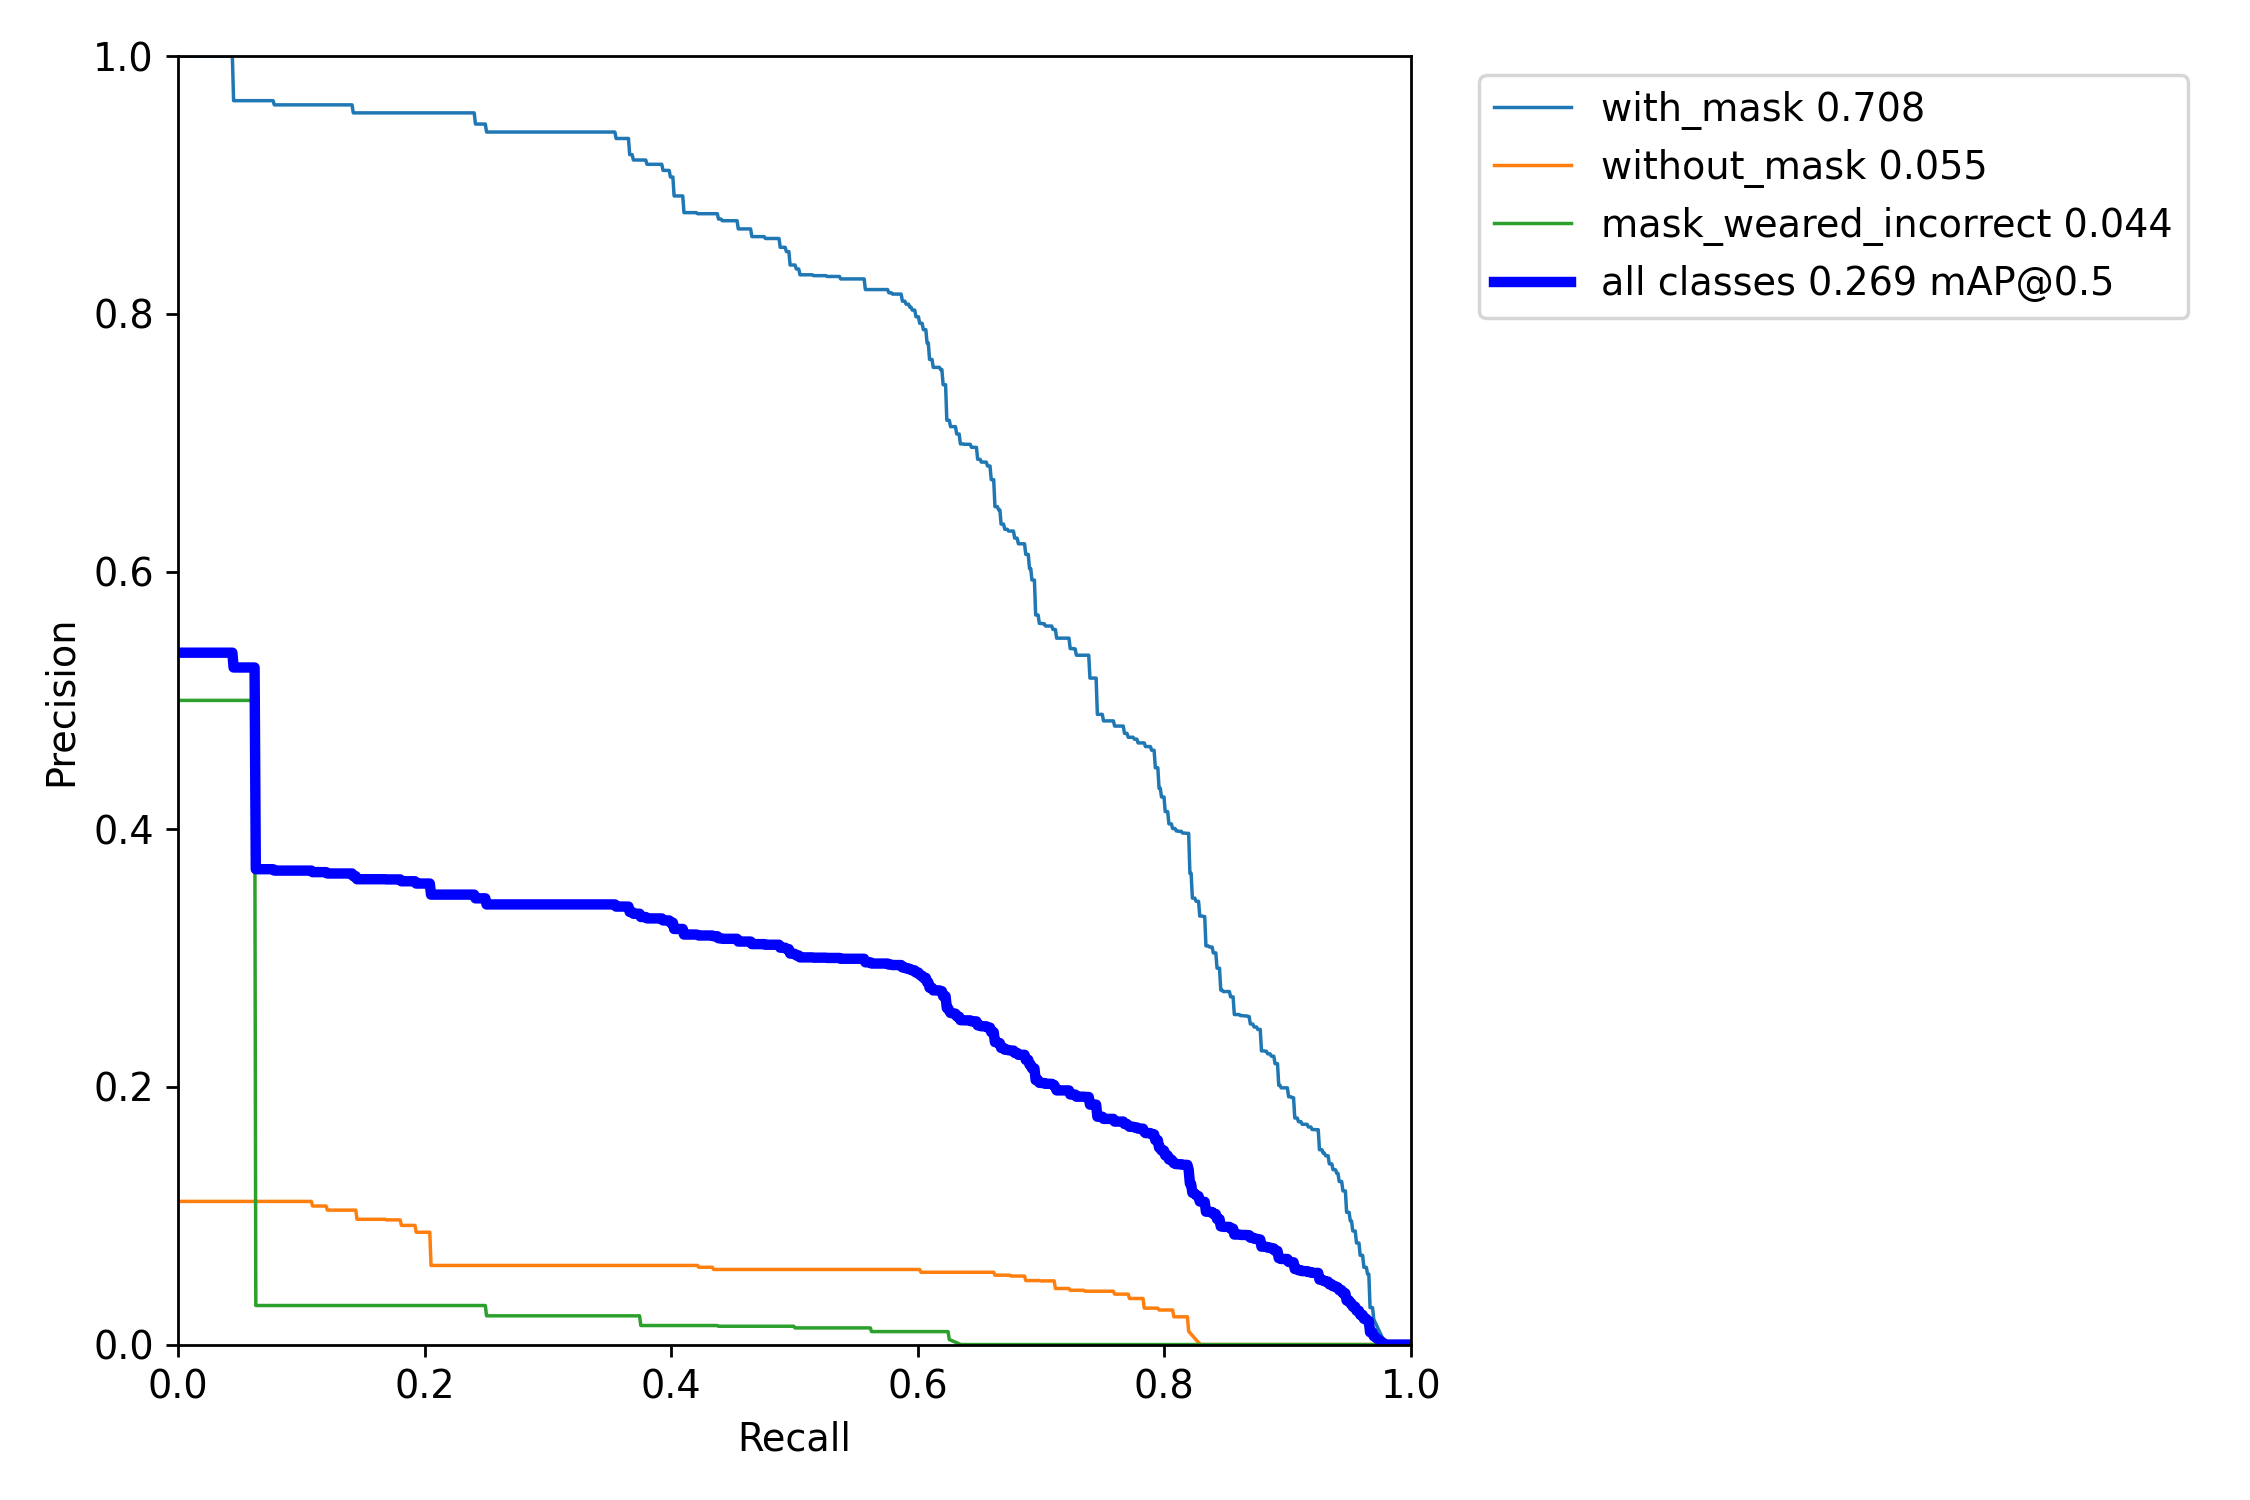 1.0
0.8
0.6
0.4
0.2
0.0
Precision
0.0 0.2 0.4 0.6 0.8 1.0
Recall
with_mask 0.708
without_mask 0.055
mask_weared_incorrect 0.044
all classes 0.269 mAP@0.5